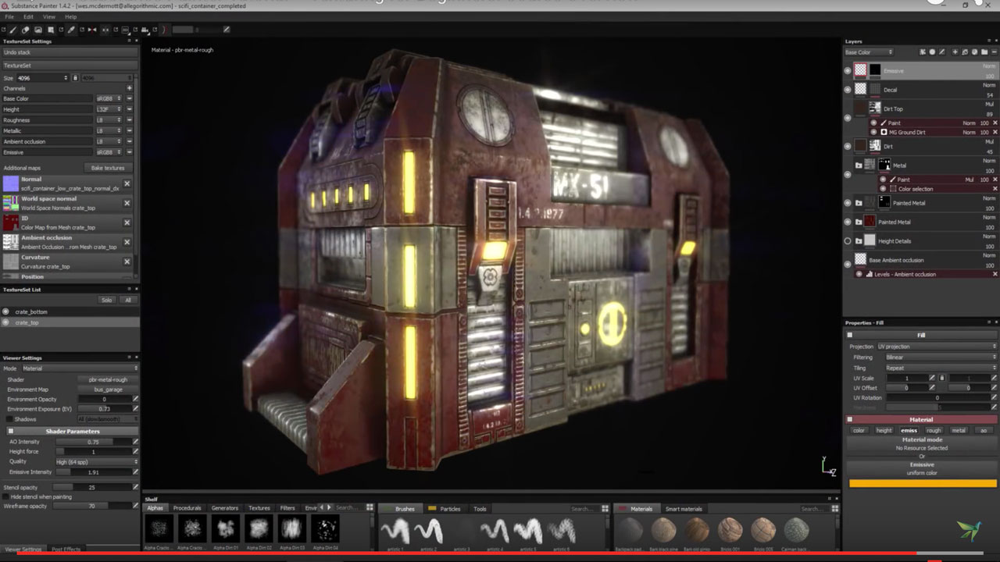 Substance Painter 1.4.2 - [wes.mcdermott@allegorithmic.com] - scifi_container_completed
File Edit View Help
TextureSet Settings
Undo stack
TextureSet
Size 4096 4096
Channels
Base Color sRGB8
Height L32F
Roughness L8
Metallic L8
Ambient occlusion L8
Emissive sRGB8
Additional maps Bake textures
Normal
scifi_container_low_crate_top_normal_dx
World space normal
World Space Normals crate_top
ID
Color Map from Mesh crate_top
Ambient occlusion
Ambient Occlusion ...rom Mesh crate_top
Curvature
Curvature crate_top
Position
TextureSet List
Solo All
crate_bottom
crate_top
Viewer Settings
Mode Material
Shader pbr-metal-rough
Environment Map bus_garage
Environment Opacity 0
Environment Exposure (EV) 0.73
Shadows
Shader Parameters
AO Intensity 0.75
Height force 1
Quality High (64 spp)
Emissive Intensity 1.91
Stencil opacity 25
Hide stencil when painting
Wireframe opacity 70
Viewer Settings Post Effects
Material - pbr-metal-rough
MX-51
1.4.2.1977
Y
Z
Shelf
Alphas Procedurals Generators Textures Filters Envir Search...
Alpha Cracks Alpha Cracks Alpha Dirt 01 Alpha Dirt 02 Alpha Dirt 03 Alpha Dirt 04
Brushes Particles Tools Search...
artistic 1 artistic 2 artistic 3 artistic 4 artistic 5 artistic 6
Materials Smart materials Search...
Backpack pad... Bark black pine Bark old ginko Bricks 001 Bricks 005 Caiman back...
Layers
Base Color
Emissive Norm 100
Decal Norm 54
Dirt Top Norm 89
Paint Norm 100
MG Ground Dirt Norm 100
Dirt Norm 45
Metal Norm 100
Paint Mul 100
Color selection
Painted Metal Norm 100
Painted Metal Norm 100
Height Details Norm 100
Base Ambient occlusion Norm 100
Levels - Ambient occlusion
Properties - Fill
Fill
Projection UV projection
Filtering Bilinear
Tiling Repeat
UV Scale 1 1
UV Offset 0 0
UV Rotation 0
Hardness
Material
color height emiss rough metal ao
Material mode
No Resource Selected
Or
Emissive
uniform color